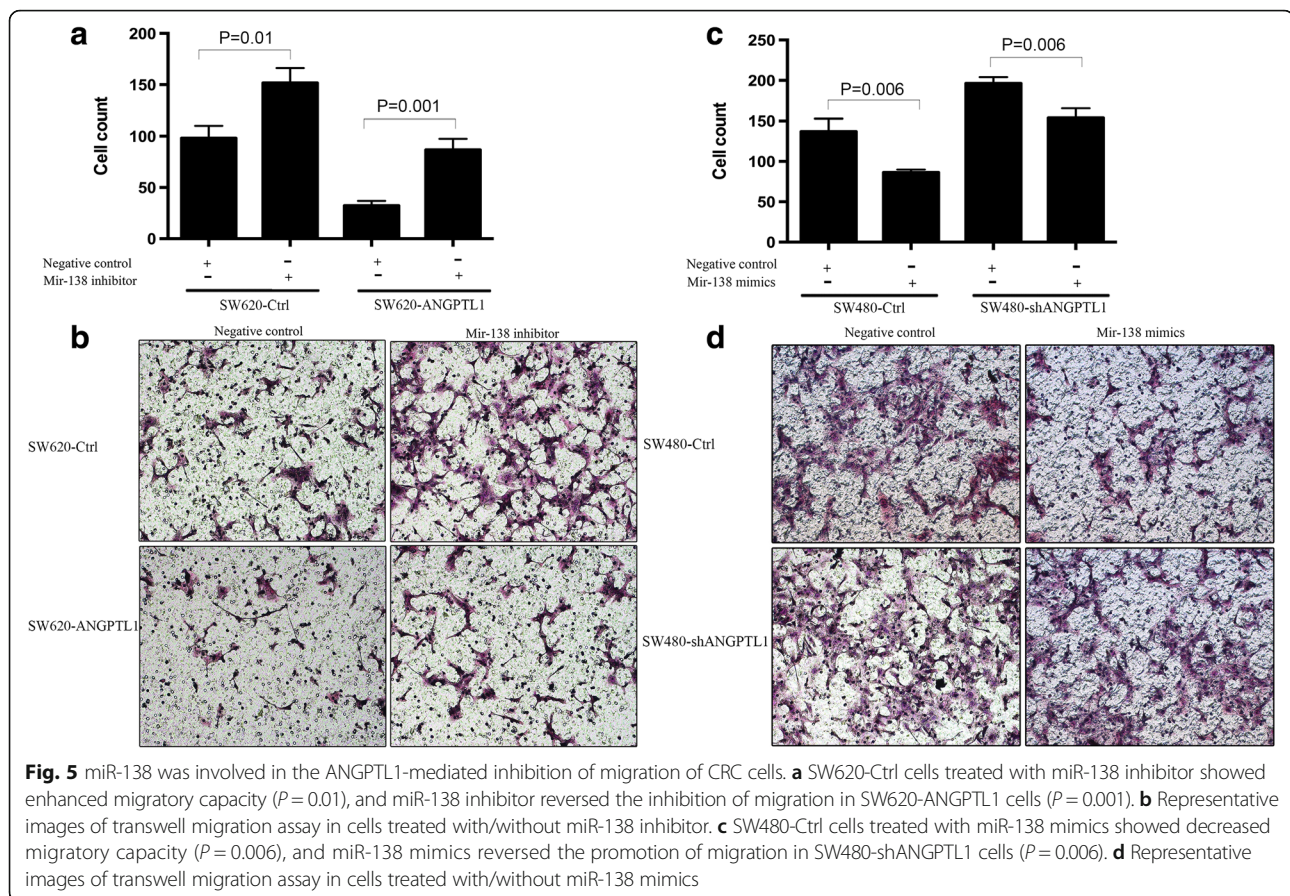 a
200
150
100
50
0
Cell count
P=0.01
P=0.001
Negative control + - + -
Mir-138 inhibitor - + - +
SW620-Ctrl SW620-ANGPTL1
c
250
200
150
100
50
0
Cell count
P=0.006
P=0.006
Negative control + - + -
Mir-138 mimics - + - +
SW480-Ctrl SW480-shANGPTL1
b
Negative control Mir-138 inhibitor
SW620-Ctrl
SW620-ANGPTL1
d
Negative control Mir-138 mimics
SW480-Ctrl
SW480-shANGPTL1
Fig. 5 miR-138 was involved in the ANGPTL1-mediated inhibition of migration of CRC cells. a SW620-Ctrl cells treated with miR-138 inhibitor showed
enhanced migratory capacity (P = 0.01), and miR-138 inhibitor reversed the inhibition of migration in SW620-ANGPTL1 cells (P = 0.001). b Representative
images of transwell migration assay in cells treated with/without miR-138 inhibitor. c SW480-Ctrl cells treated with miR-138 mimics showed decreased
migratory capacity (P = 0.006), and miR-138 mimics reversed the promotion of migration in SW480-shANGPTL1 cells (P = 0.006). d Representative
images of transwell migration assay in cells treated with/without miR-138 mimics